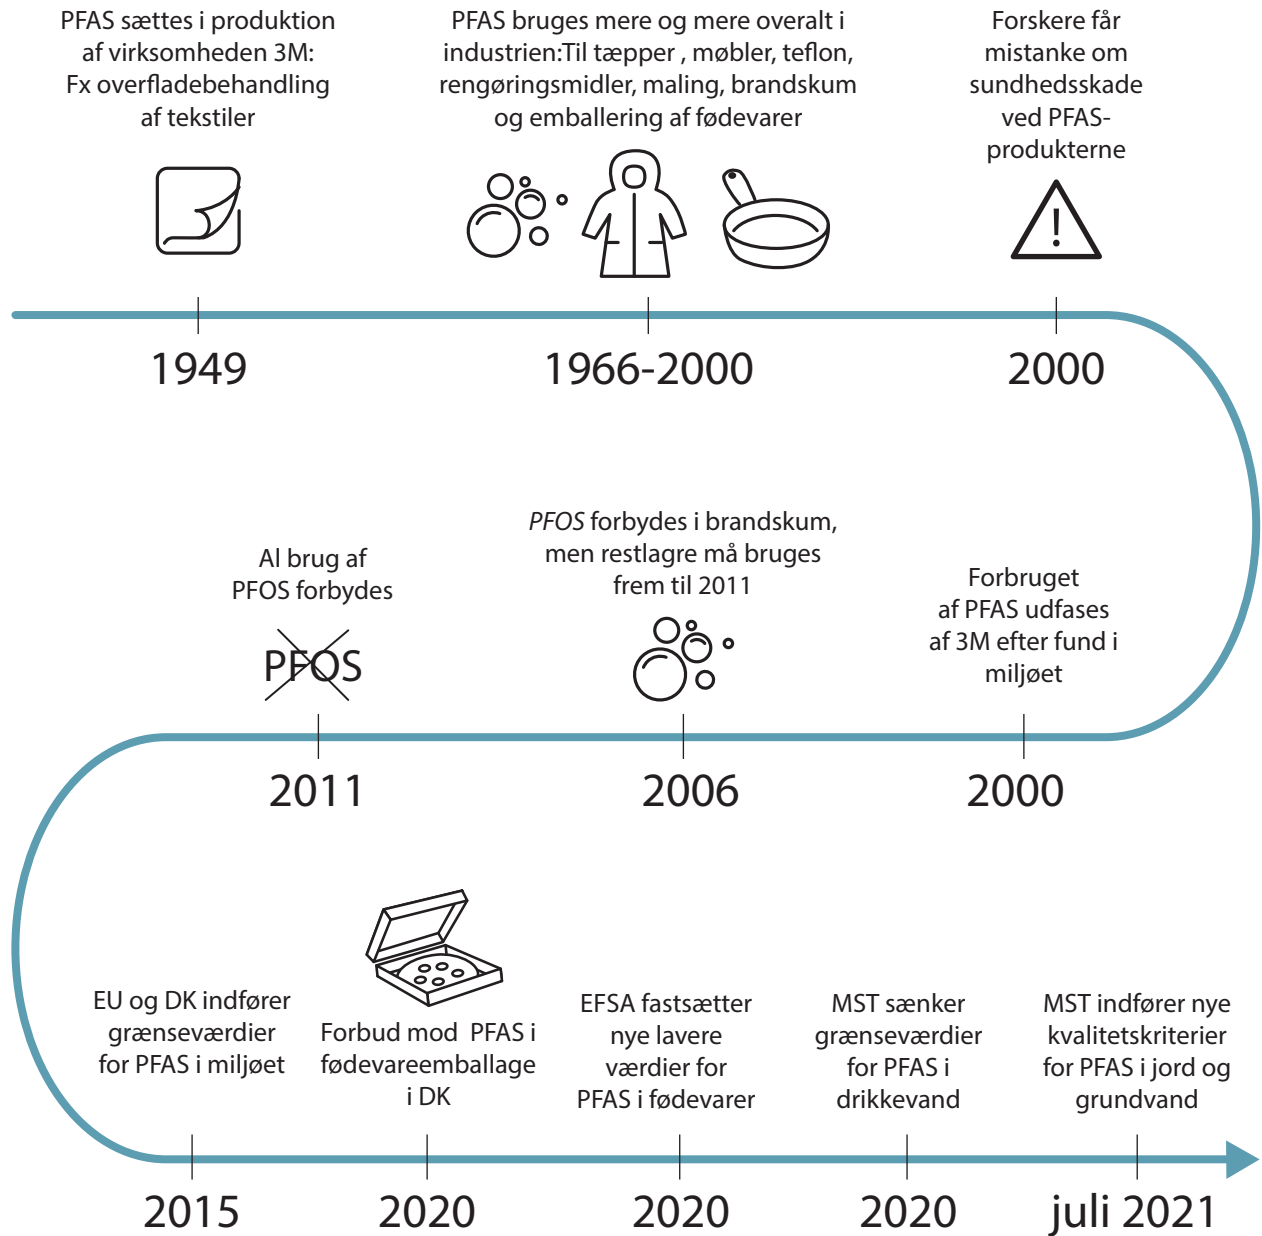 PFAS sættes i produktion
af virksomheden 3M:
Fx overfladebehandling
af tekstiler
1949
PFAS bruges mere og mere overalt i
industrien:Til tæpper , møbler, teflon,
rengøringsmidler, maling, brandskum
og emballering af fødevarer
1966-2000
Forskere får
mistanke om
sundhedsskade
ved PFAS-
produkterne
!
2000
Forbruget
af PFAS udfases
af 3M efter fund i
miljøet
2000
PFOS forbydes i brandskum,
men restlagre må bruges
frem til 2011
2006
Al brug af
PFOS forbydes
PFOS
2011
EU og DK indfører
grænseværdier
for PFAS i miljøet
2015
Forbud mod PFAS i
fødevareemballage
i DK
2020
EFSA fastsætter
nye lavere
værdier for
PFAS i fødevarer
2020
MST sænker
grænseværdier
for PFAS i
drikkevand
2020
MST indfører nye
kvalitetskriterier
for PFAS i jord og
grundvand
juli 2021